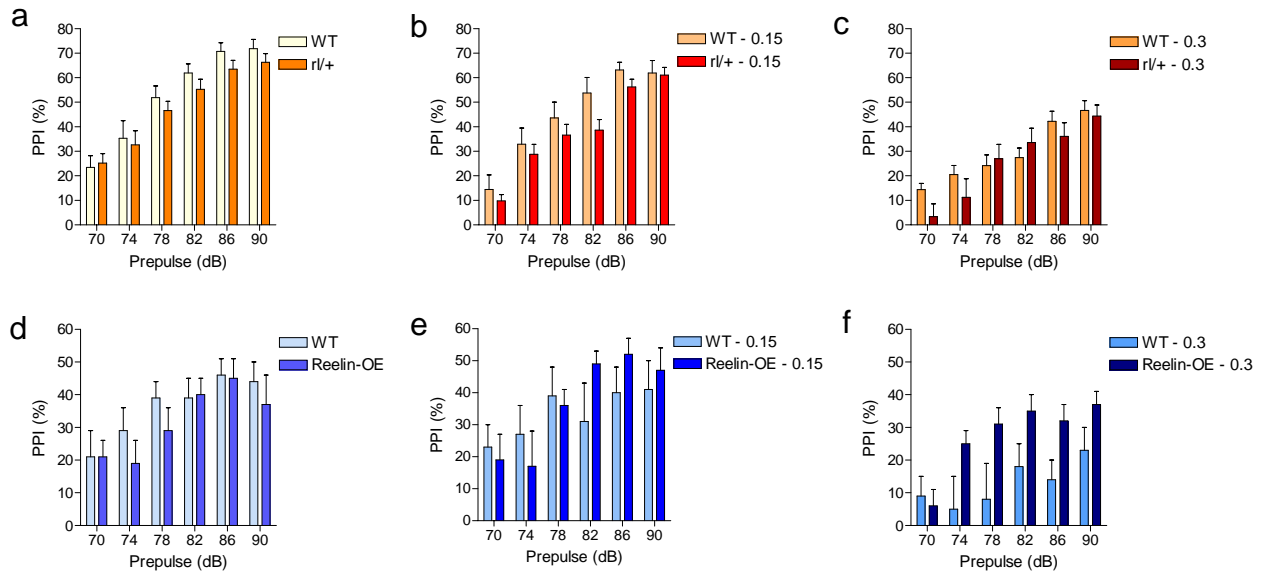 a
80
70
60
50
40
30
20
10
0
PPI (%)
70 74 78 82 86 90
Prepulse (dB)
WT
rl/+
b
80
70
60
50
40
30
20
10
0
PPI (%)
70 74 78 82 86 90
Prepulse (dB)
WT - 0.15
rl/+ - 0.15
c
80
70
60
50
40
30
20
10
0
PPI (%)
70 74 78 82 86 90
Prepulse (dB)
WT - 0.3
rl/+ - 0.3
d
60
50
40
30
20
10
0
PPI (%)
70 74 78 82 86 90
Prepulse (dB)
WT
Reelin-OE
e
60
50
40
30
20
10
0
PPI (%)
70 74 78 82 86 90
Prepulse (dB)
WT - 0.15
Reelin-OE - 0.15
f
60
50
40
30
20
10
0
PPI (%)
70 74 78 82 86 90
Prepulse (dB)
WT - 0.3
Reelin-OE - 0.3